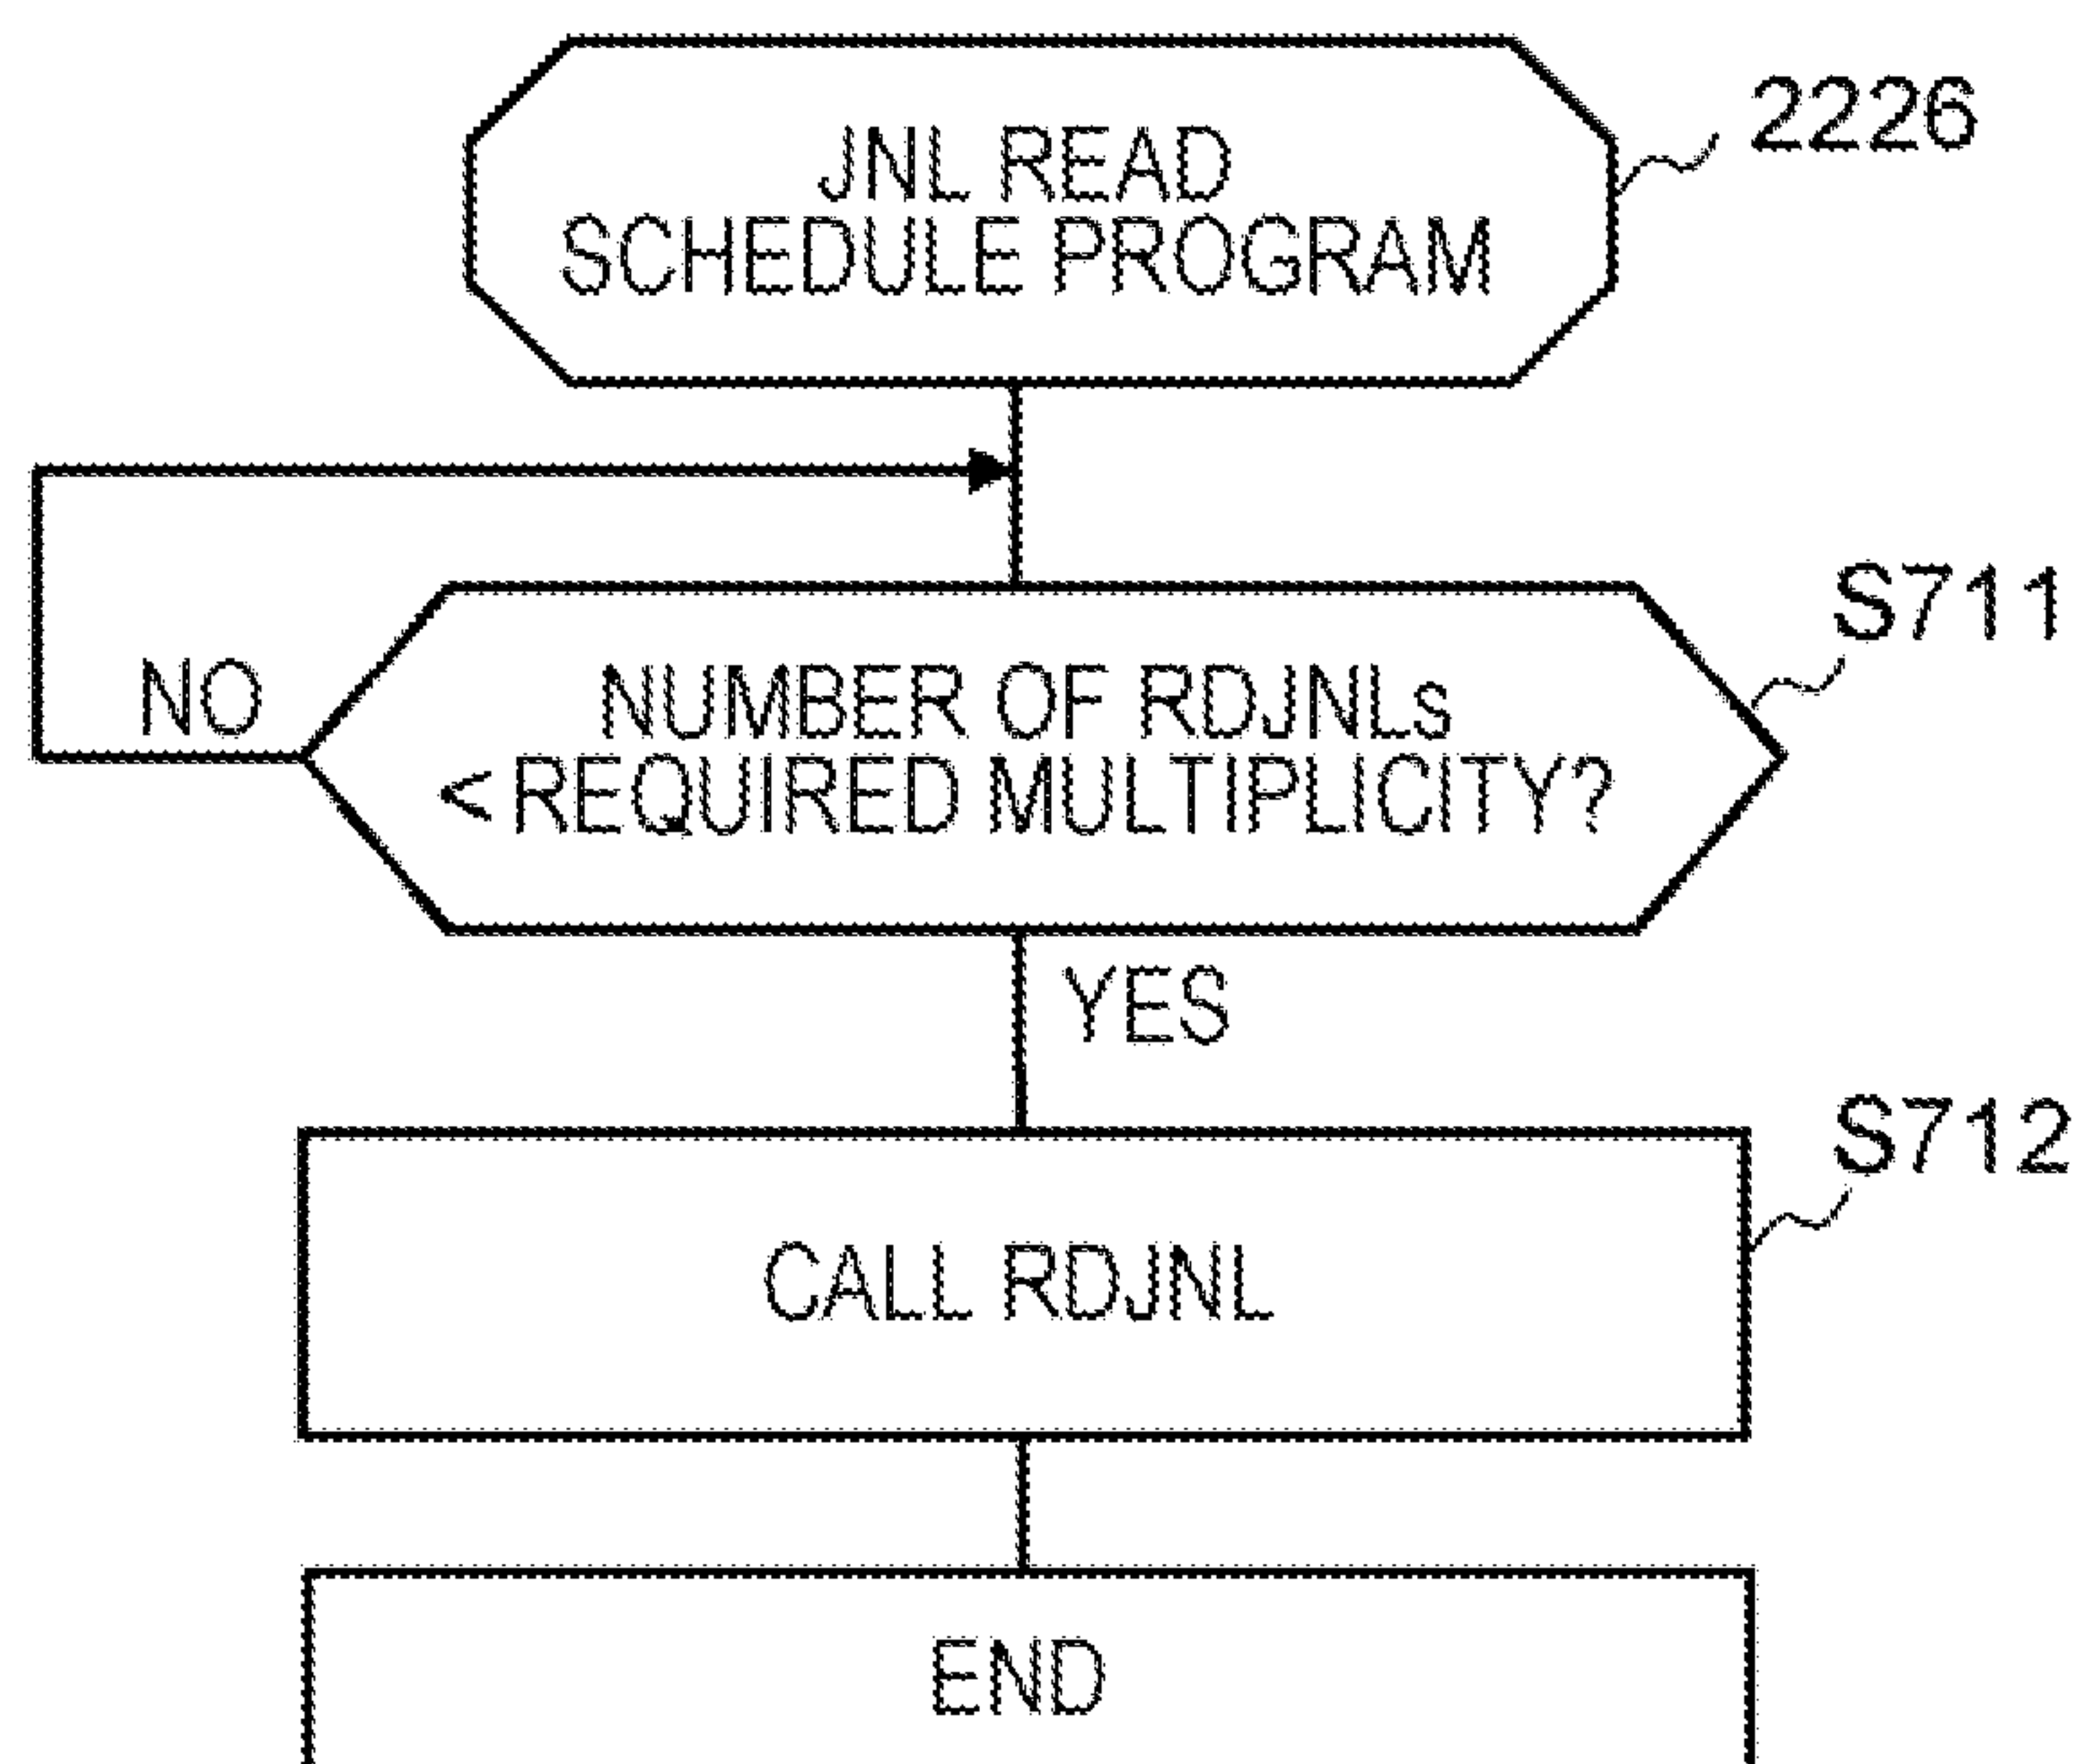 JNL READ
SCHEDULE PROGRAM
2226
NUMBER OF RDJNLs
< REQUIRED MULTIPLICITY?
S711
NO
YES
CALL RDJNL
S712
END